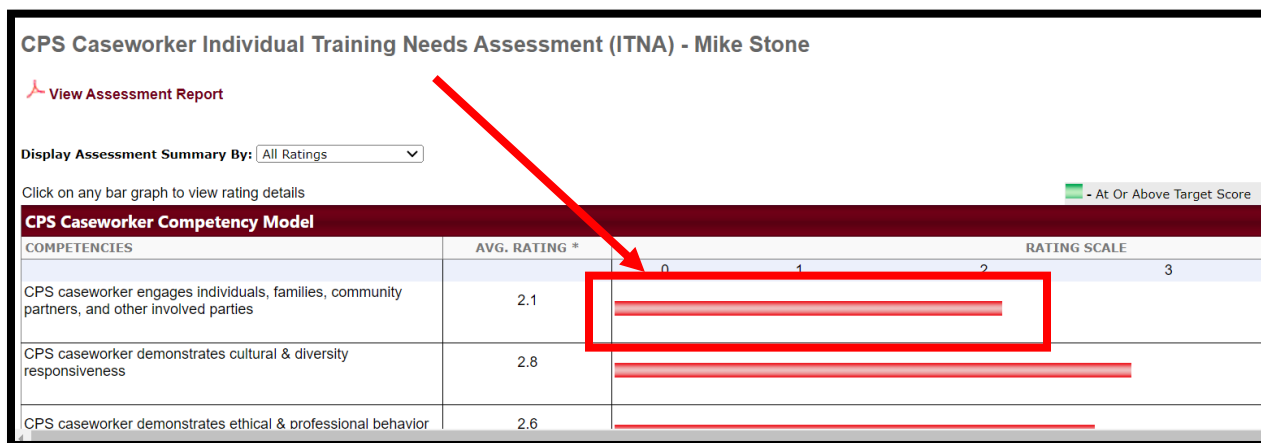 CPS Caseworker Individual Training Needs Assessment (ITNA) - Mike Stone
View Assessment Report
Display Assessment Summary By: All Ratings
Click on any bar graph to view rating details
- At Or Above Target Score
CPS Caseworker Competency Model
COMPETENCIES AVG. RATING * RATING SCALE
0 1 2 3
CPS caseworker engages individuals, families, community
partners, and other involved parties
2.1
CPS caseworker demonstrates cultural & diversity
responsiveness
2.8
CPS caseworker demonstrates ethical & professional behavior
2.6